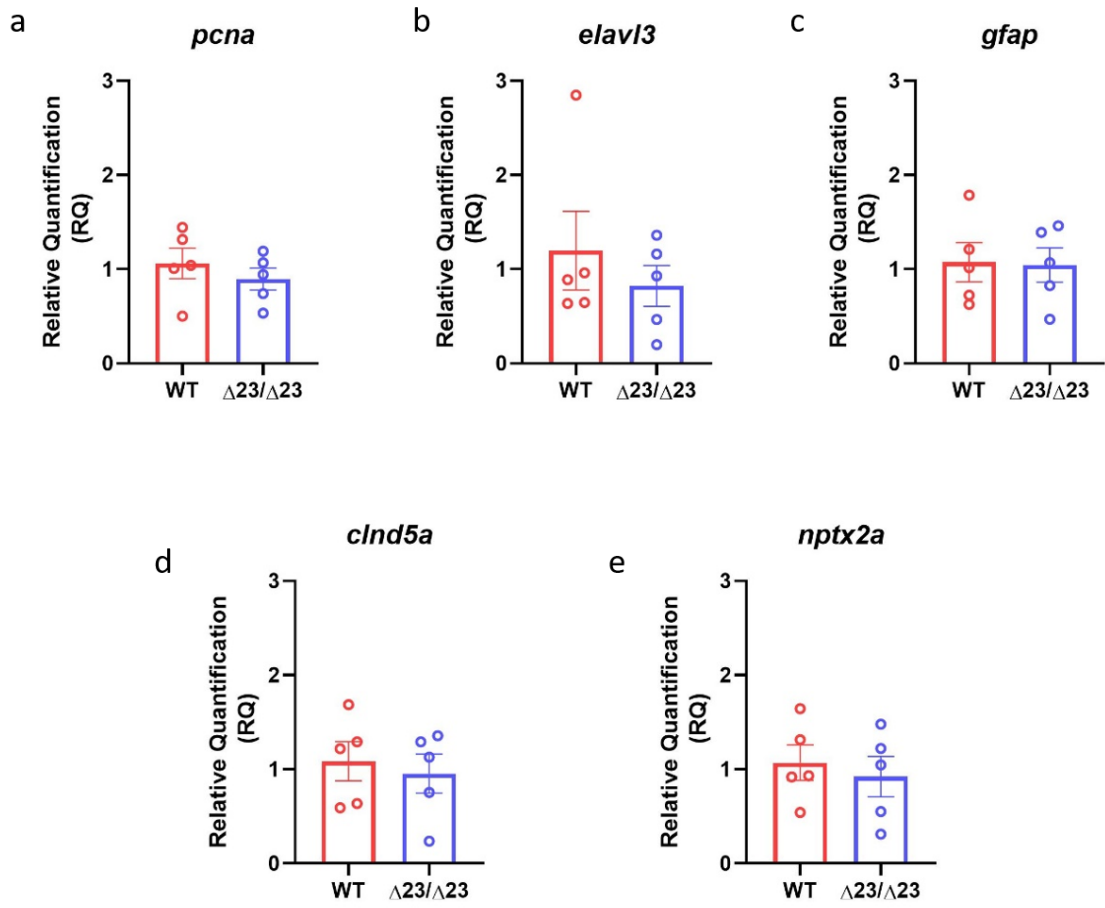 a
pcna
3
2
1
0
Relative Quantification
(RQ)
WT
Δ23/Δ23
b
elavl3
3
2
1
0
Relative Quantification
(RQ)
WT
Δ23/Δ23
c
gfap
3
2
1
0
Relative Quantification
(RQ)
WT
Δ23/Δ23
d
clnd5a
3
2
1
0
Relative Quantification
(RQ)
WT
Δ23/Δ23
e
nptx2a
3
2
1
0
Relative Quantification
(RQ)
WT
Δ23/Δ23